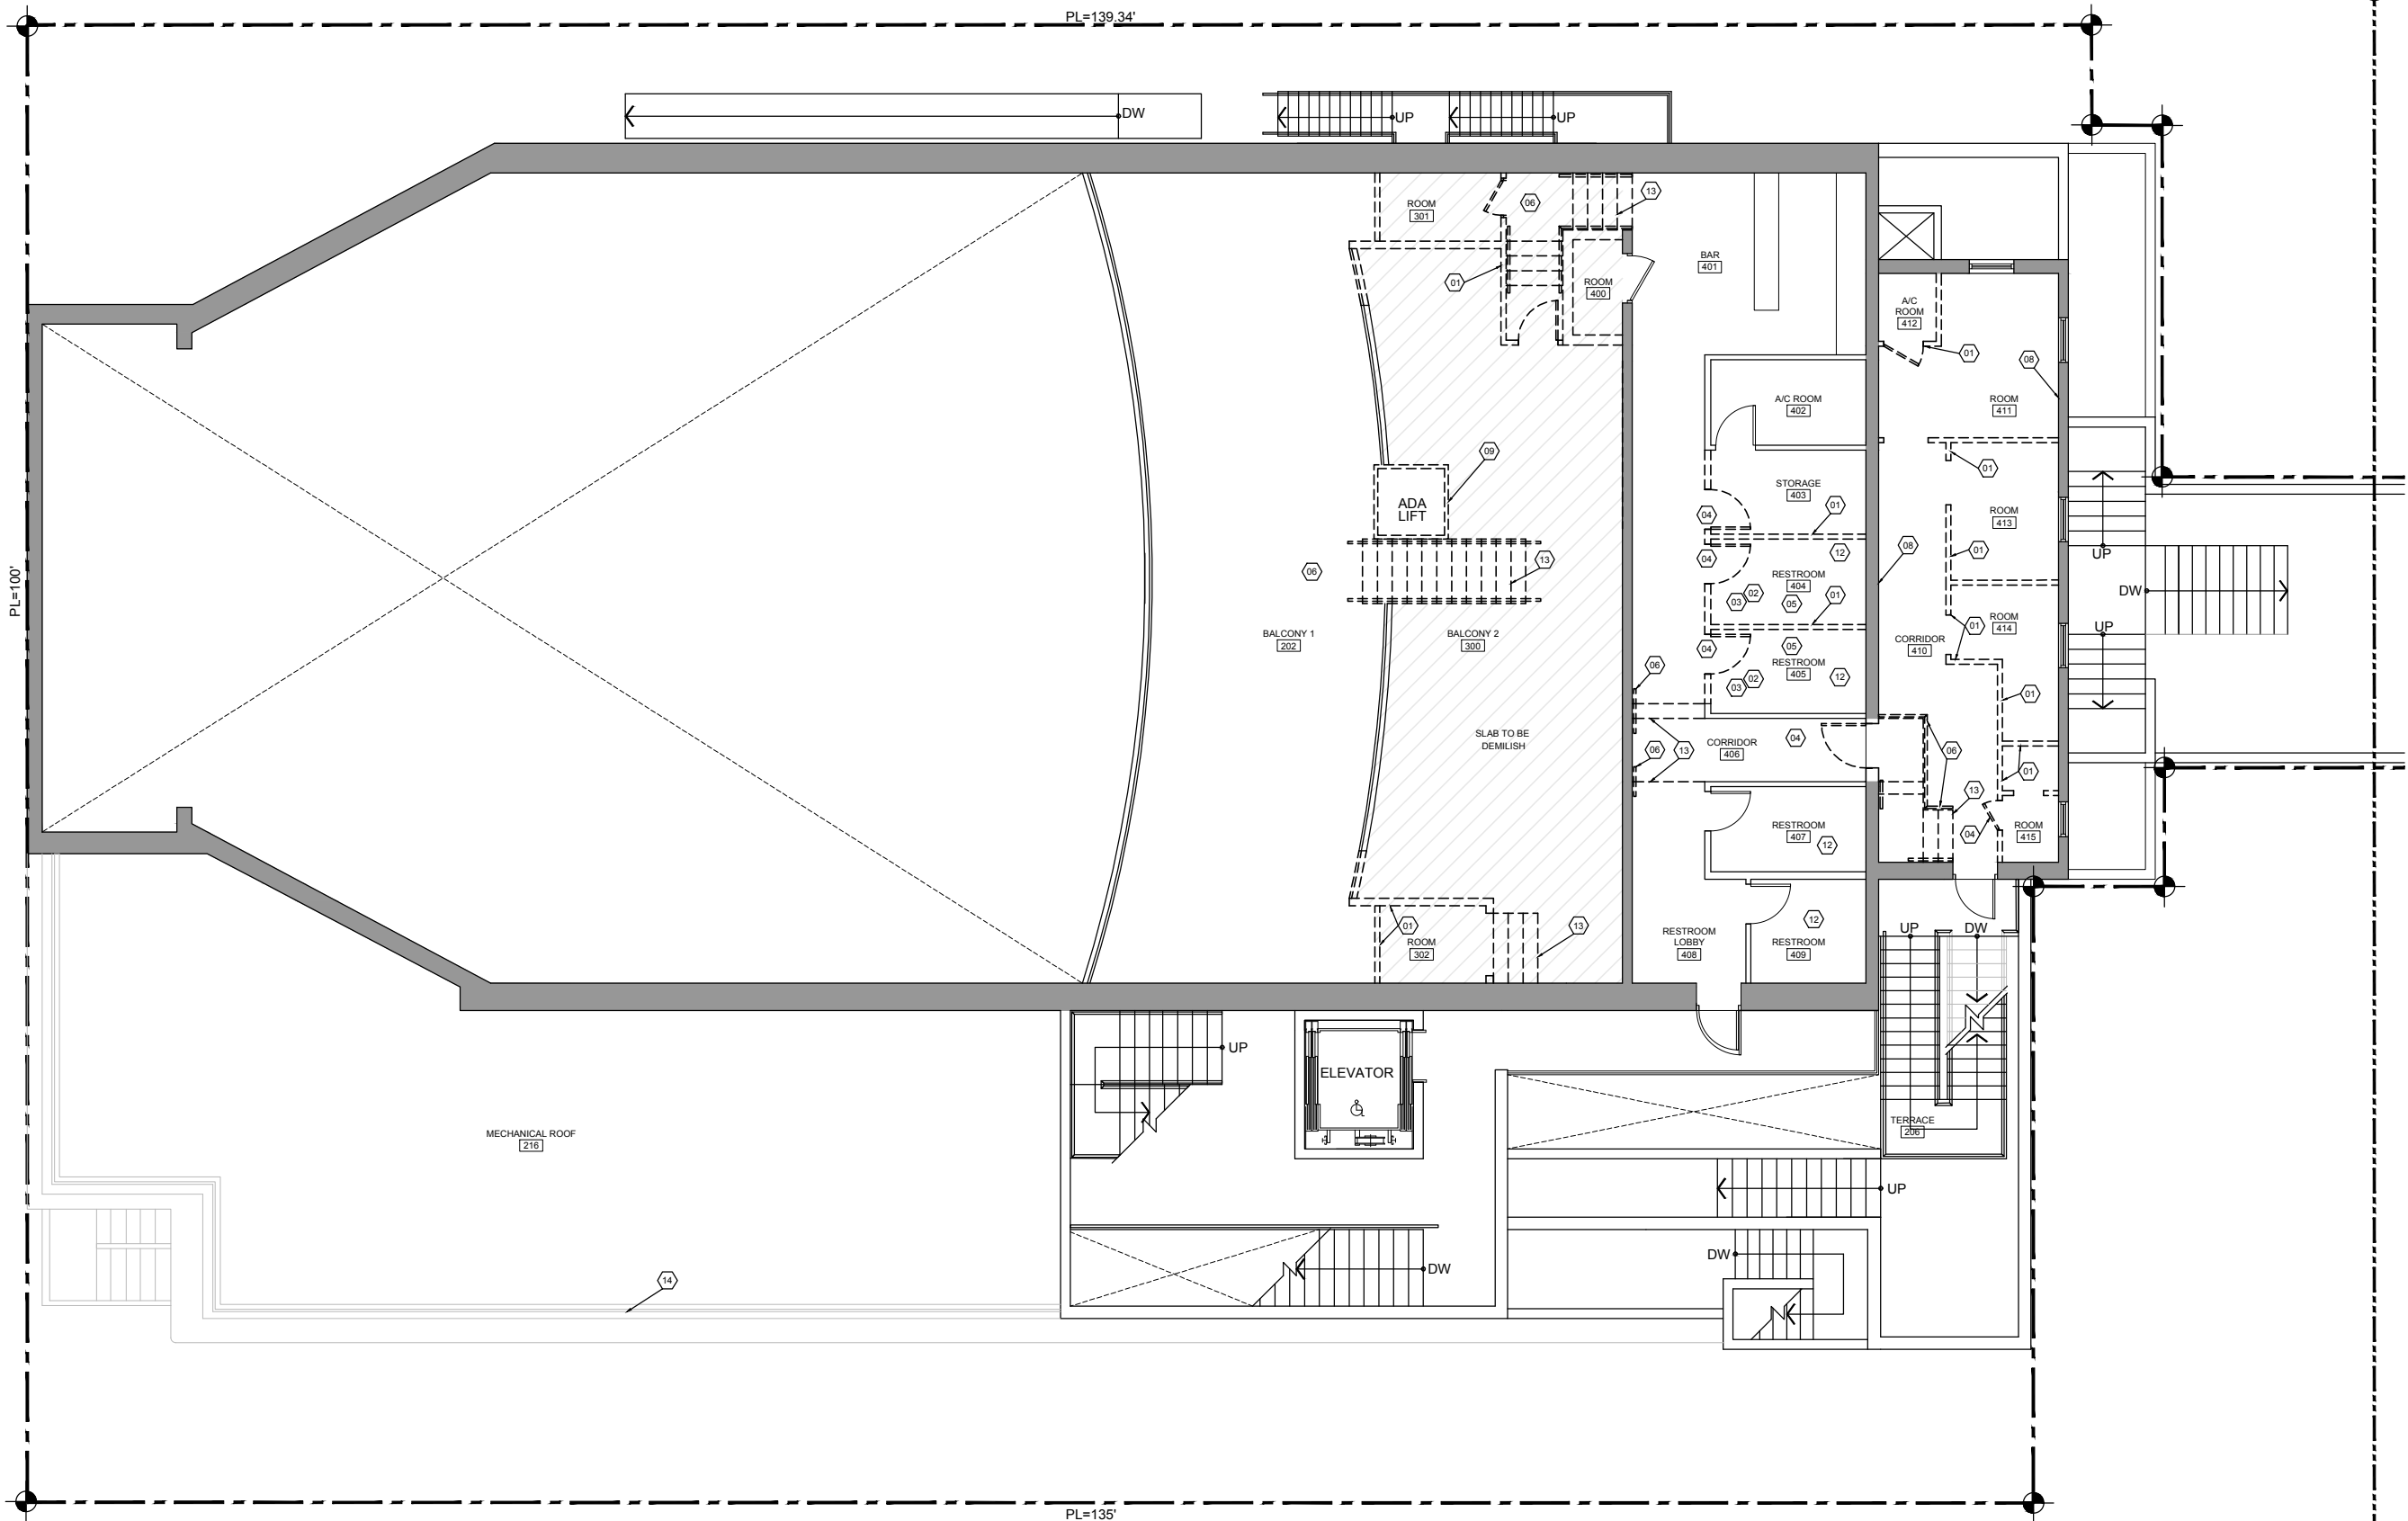 PL=139.34'
DW
UP
UP
ROOM
301
06
13
BAR
401
01
ROOM
400
A/C
ROOM
412
01
08
A/C ROOM
402
ROOM
411
09
01
STORAGE
403
ADA
LIFT
01
04
ROOM
413
UP
06
13
04
12
08
01
PL=100'
RESTROOM
404
03
02
05
01
DW
BALCONY 1
202
BALCONY 2
300
04
05
CORRIDOR
410
01
ROOM
414
UP
06
RESTROOM
405
03
02
12
01
SLAB TO BE
DEMILISH
06
13
CORRIDOR
406
04
06
01
13
RESTROOM
407
12
04
ROOM
415
01
ROOM
302
13
RESTROOM
LOBBY
408
12
RESTROOM
409
UP
DW
UP
ELEVATOR
MECHANICAL ROOF
216
TERRACE
206
UP
DW
DW
14
PL=135'